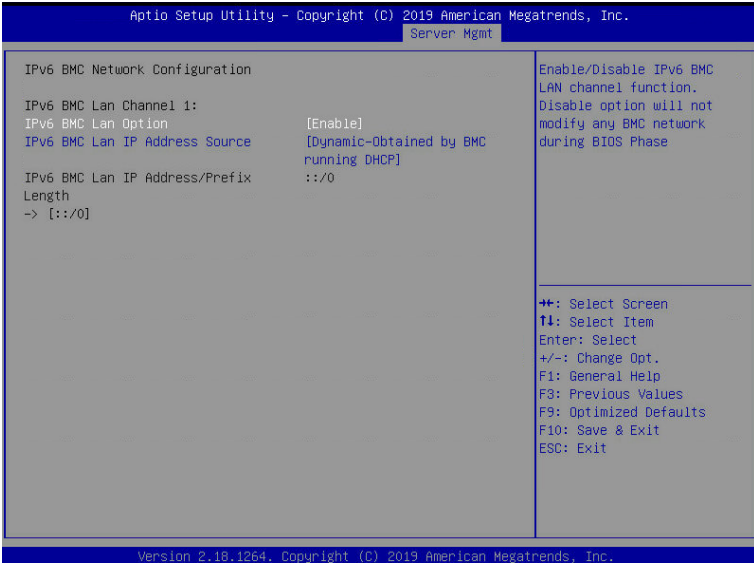 Aptio Setup Utility – Copyright (C) 2019 American Megatrends, Inc.
Server Mgmt
IPv6 BMC Network Configuration
IPv6 BMC Lan Channel 1:
IPv6 BMC Lan Option [Enable]
IPv6 BMC Lan IP Address Source [Dynamic-Obtained by BMC
running DHCP]
IPv6 BMC Lan IP Address/Prefix ::/0
Length
-> [::/0]
Enable/Disable IPv6 BMC
LAN channel function.
Disable option will not
modify any BMC network
during BIOS Phase
→←: Select Screen
↑↓: Select Item
Enter: Select
+/-: Change Opt.
F1: General Help
F3: Previous Values
F9: Optimized Defaults
F10: Save & Exit
ESC: Exit
Version 2.18.1264. Copyright (C) 2019 American Megatrends, Inc.